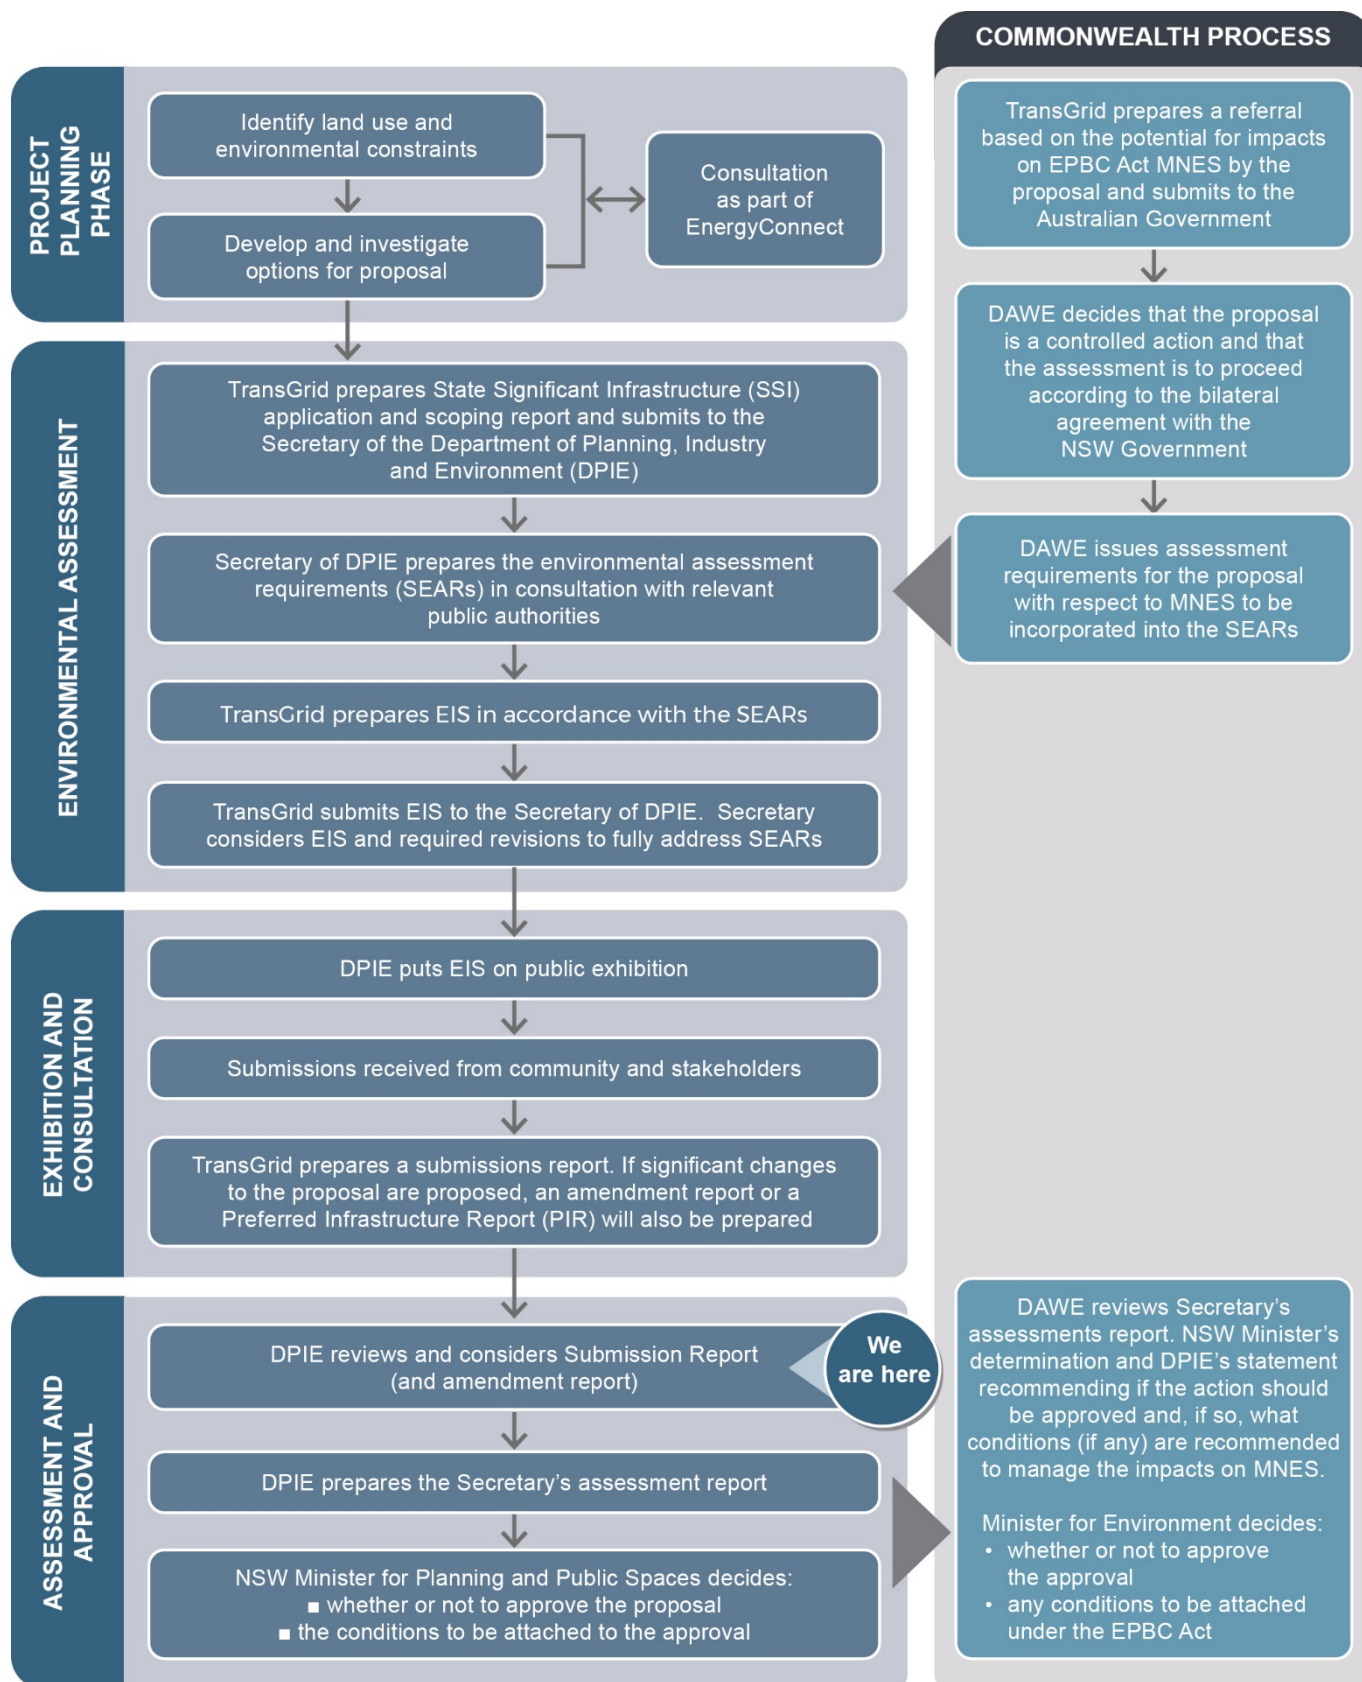 PROJECT
PLANNING
PHASE
Identify land use and
environmental constraints
Develop and investigate
options for proposal
Consultation
as part of
EnergyConnect
ENVIRONMENTAL ASSESSMENT
TransGrid prepares State Significant Infrastructure (SSI)
application and scoping report and submits to the
Secretary of the Department of Planning, Industry
and Environment (DPIE)
Secretary of DPIE prepares the environmental assessment
requirements (SEARs) in consultation with relevant
public authorities
TransGrid prepares EIS in accordance with the SEARs
TransGrid submits EIS to the Secretary of DPIE.  Secretary
considers EIS and required revisions to fully address SEARs
EXHIBITION AND
CONSULTATION
DPIE puts EIS on public exhibition
Submissions received from community and stakeholders
TransGrid prepares a submissions report. If significant changes
to the proposal are proposed, an amendment report or a
Preferred Infrastructure Report (PIR) will also be prepared
ASSESSMENT AND
APPROVAL
DPIE reviews and considers Submission Report
(and amendment report)
We
are here
DPIE prepares the Secretary's assessment report
NSW Minister for Planning and Public Spaces decides:
■ whether or not to approve the proposal
■ the conditions to be attached to the approval
COMMONWEALTH PROCESS
TransGrid prepares a referral
based on the potential for impacts
on EPBC Act MNES by the
proposal and submits to the
Australian Government
DAWE decides that the proposal
is a controlled action and that
the assessment is to proceed
according to the bilateral
agreement with the
NSW Government
DAWE issues assessment
requirements for the proposal
with respect to MNES to be
incorporated into the SEARs
DAWE reviews Secretary's
assessments report. NSW Minister's
determination and DPIE's statement
recommending if the action should
be approved and, if so, what
conditions (if any) are recommended
to manage the impacts on MNES.
Minister for Environment decides:
• whether or not to approve
the approval
• any conditions to be attached
under the EPBC Act